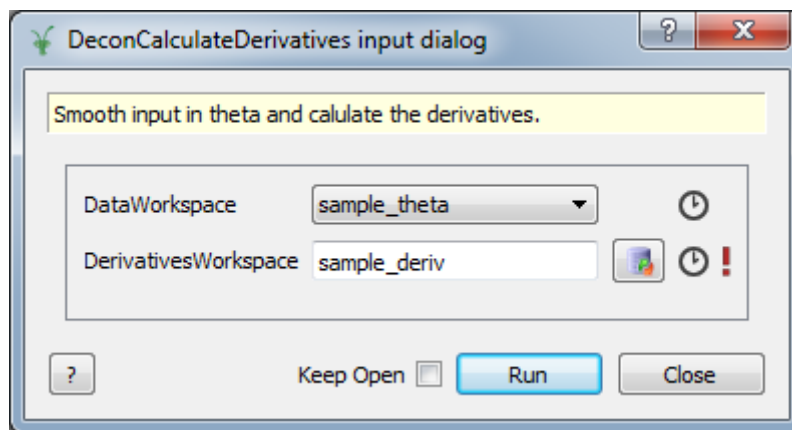 DeconCalculateDerivatives input dialog
? X
Smooth input in theta and calulate the derivatives.
DataWorkspace sample_theta
DerivativesWorkspace sample_deriv !
? Keep Open Run Close